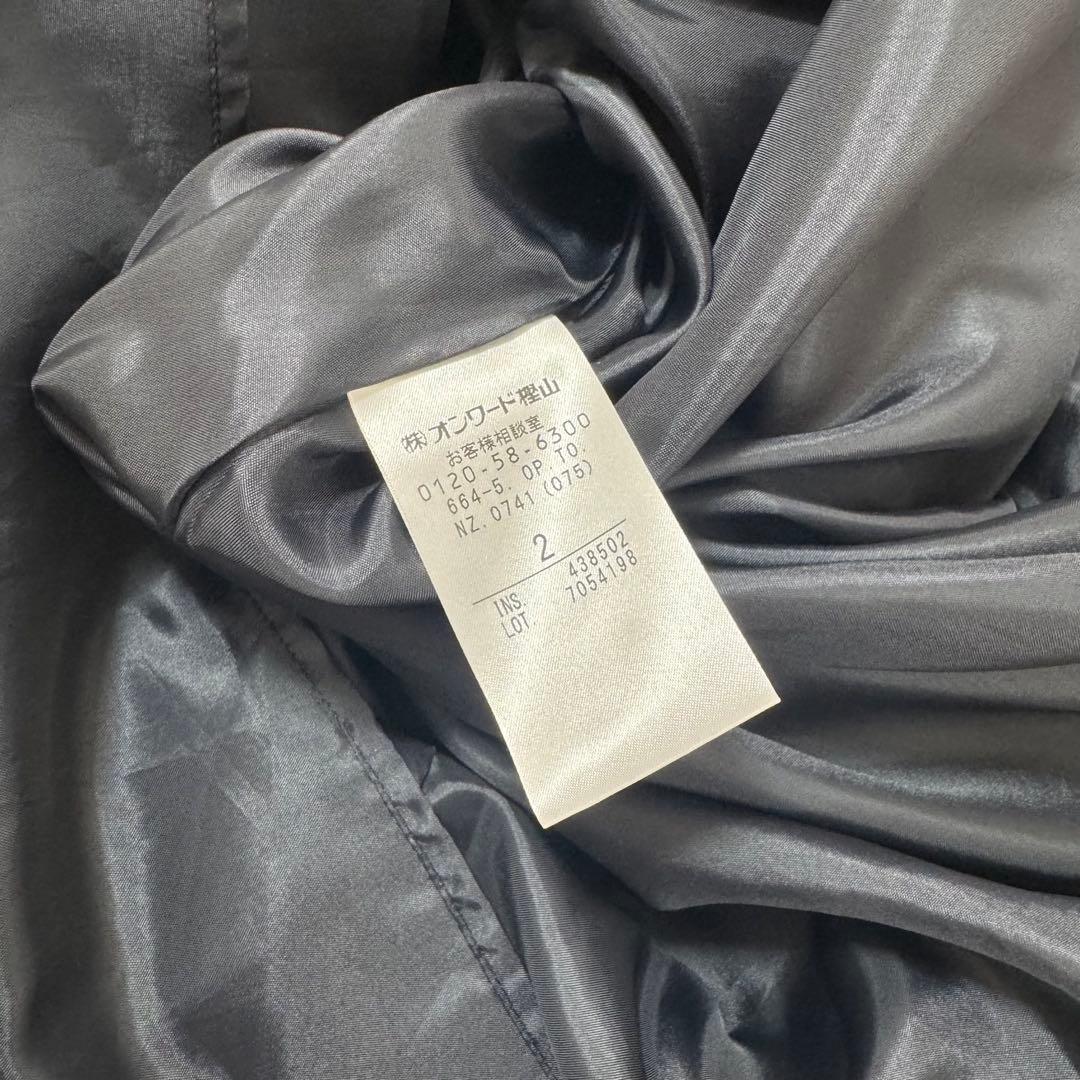 (株)オンワード樫山
お客様相談室
0120-58-6300
664-5. OP.TO.
NZ.0741(075)
2
INS. 438502
LOT. 7054198